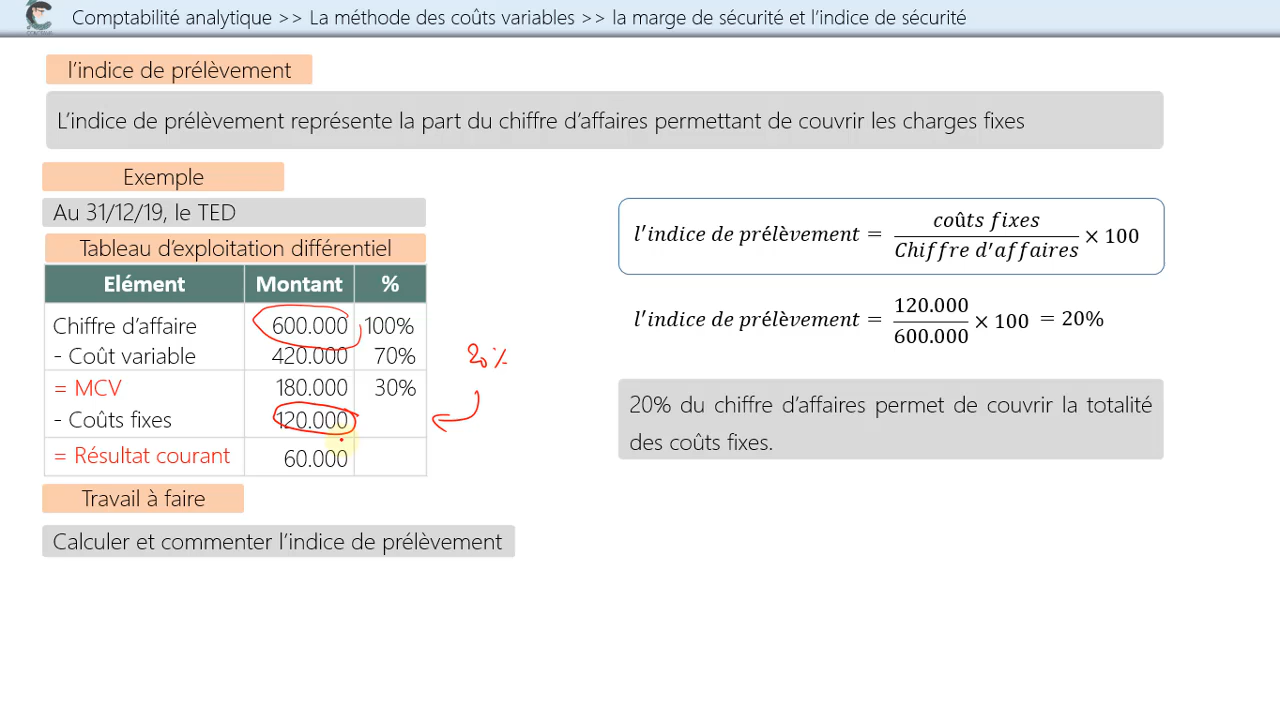 Comptabilité analytique >> La méthode des coûts variables >> la marge de sécurité et l'indice de sécurité
l'indice de prélèvement
L'indice de prélèvement représente la part du chiffre d'affaires permettant de couvrir les charges fixes
Exemple
Au 31/12/19, le TED
Tableau d'exploitation différentiel
Elément Montant %
Chiffre d'affaire 600.000 100%
- Coût variable 420.000 70%
= MCV 180.000 30%
- Coûts fixes 120.000
= Résultat courant 60.000
20%
Travail à faire
Calculer et commenter l'indice de prélèvement
l'indice de prélèvement = coûts fixes / Chiffre d'affaires × 100
l'indice de prélèvement = 120.000 / 600.000 × 100 = 20%
20% du chiffre d'affaires permet de couvrir la totalité
des coûts fixes.